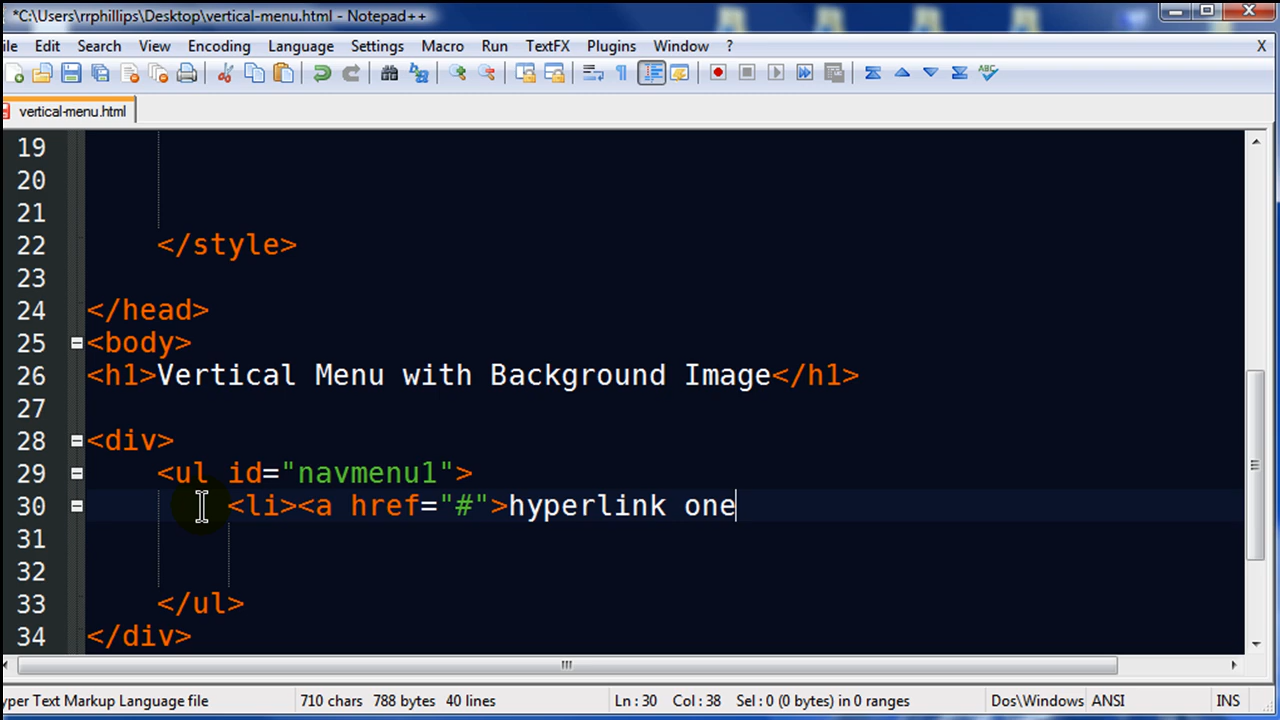 *C:\Users\rrphillips\Desktop\vertical-menu.html - Notepad++
ile Edit Search View Encoding Language Settings Macro Run TextFX Plugins Window ? X
ABC
vertical-menu.html
19
20
21
22 </style>
23
24 </head>
25 <body>
26 <h1>Vertical Menu with Background Image</h1>
27
28 <div>
29 <ul id="navmenu1">
30 <li><a href="#">hyperlink one
31
32
33 </ul>
34 </div>
yper Text Markup Language file 710 chars 788 bytes 40 lines Ln : 30 Col : 38 Sel : 0 (0 bytes) in 0 ranges Dos\Windows ANSI INS